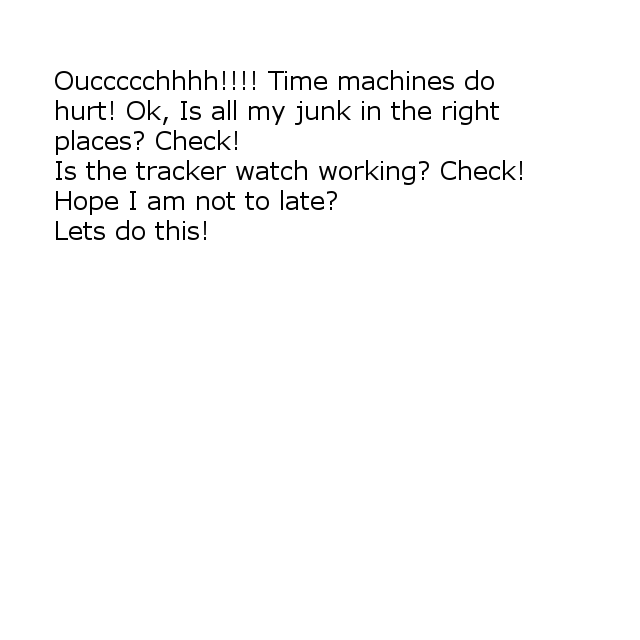 Ouccccchhhh!!!! Time machines do
hurt! Ok, Is all my junk in the right
places? Check!
Is the tracker watch working? Check!
Hope I am not to late?
Lets do this!